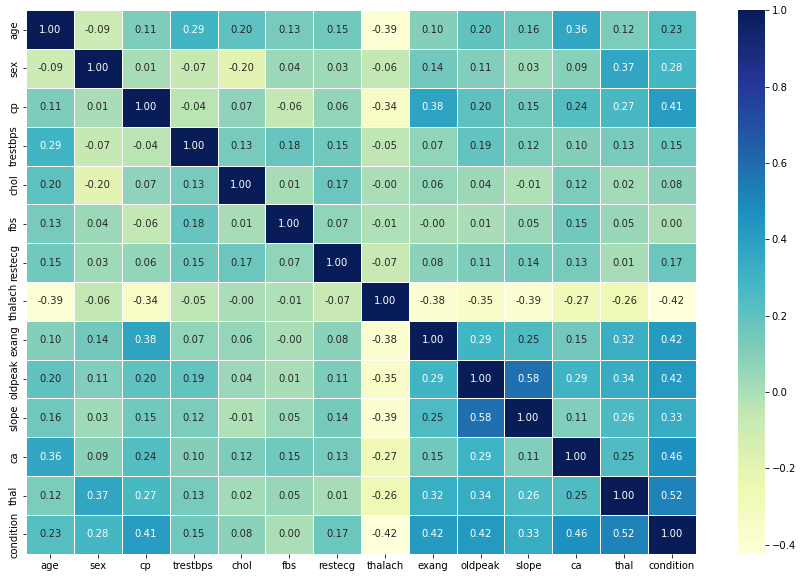 age 1.00 -0.09 0.11 0.29 0.20 0.13 0.15 -0.39 0.10 0.20 0.16 0.36 0.12 0.23
sex -0.09 1.00 0.01 -0.07 -0.20 0.04 0.03 -0.06 0.14 0.11 0.03 0.09 0.37 0.28
cp 0.11 0.01 1.00 -0.04 0.07 -0.06 0.06 -0.34 0.38 0.20 0.15 0.24 0.27 0.41
trestbps 0.29 -0.07 -0.04 1.00 0.13 0.18 0.15 -0.05 0.07 0.19 0.12 0.10 0.13 0.15
chol 0.20 -0.20 0.07 0.13 1.00 0.01 0.17 -0.00 0.06 0.04 -0.01 0.12 0.02 0.08
fbs 0.13 0.04 -0.06 0.18 0.01 1.00 0.07 -0.01 -0.00 0.01 0.05 0.15 0.05 0.00
restecg 0.15 0.03 0.06 0.15 0.17 0.07 1.00 -0.07 0.08 0.11 0.14 0.13 0.01 0.17
thalach -0.39 -0.06 -0.34 -0.05 -0.00 -0.01 -0.07 1.00 -0.38 -0.35 -0.39 -0.27 -0.26 -0.42
exang 0.10 0.14 0.38 0.07 0.06 -0.00 0.08 -0.38 1.00 0.29 0.25 0.15 0.32 0.42
oldpeak 0.20 0.11 0.20 0.19 0.04 0.01 0.11 -0.35 0.29 1.00 0.58 0.29 0.34 0.42
slope 0.16 0.03 0.15 0.12 -0.01 0.05 0.14 -0.39 0.25 0.58 1.00 0.11 0.26 0.33
ca 0.36 0.09 0.24 0.10 0.12 0.15 0.13 -0.27 0.15 0.29 0.11 1.00 0.25 0.46
thal 0.12 0.37 0.27 0.13 0.02 0.05 0.01 -0.26 0.32 0.34 0.26 0.25 1.00 0.52
condition 0.23 0.28 0.41 0.15 0.08 0.00 0.17 -0.42 0.42 0.42 0.33 0.46 0.52 1.00
age sex cp trestbps chol fbs restecg thalach exang oldpeak slope ca thal condition
1.0
0.8
0.6
0.4
0.2
0.0
−0.2
−0.4